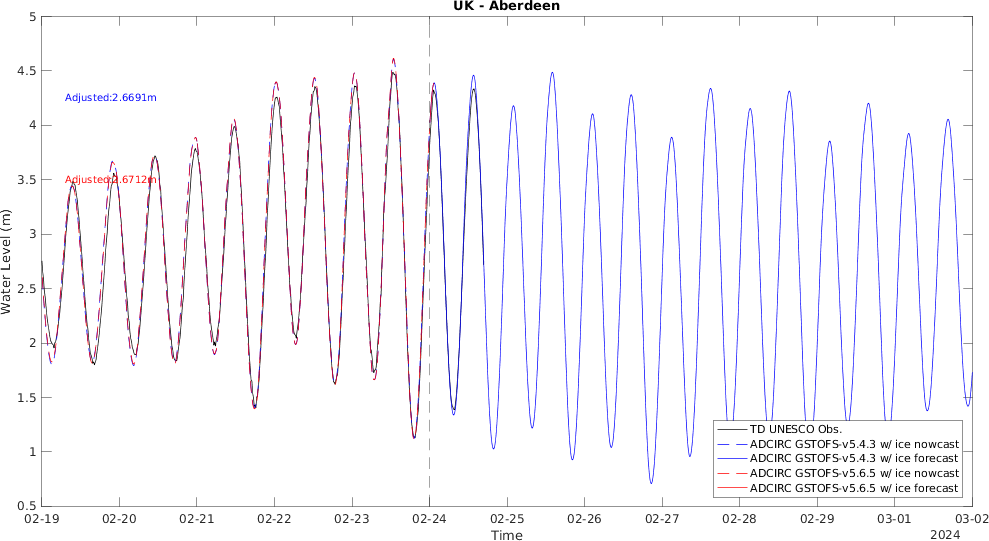 UK - Aberdeen
5
4.5
4
3.5
3
2.5
2
1.5
1
0.5
Water Level (m)
Adjusted:2.6691m
Adjusted:2.6712m
TD UNESCO Obs.
ADCIRC GSTOFS-v5.4.3 w/ ice nowcast
ADCIRC GSTOFS-v5.4.3 w/ ice forecast
ADCIRC GSTOFS-v5.6.5 w/ ice nowcast
ADCIRC GSTOFS-v5.6.5 w/ ice forecast
02-19 02-20 02-21 02-22 02-23 02-24 02-25 02-26 02-27 02-28 02-29 03-01 03-02
Time
2024